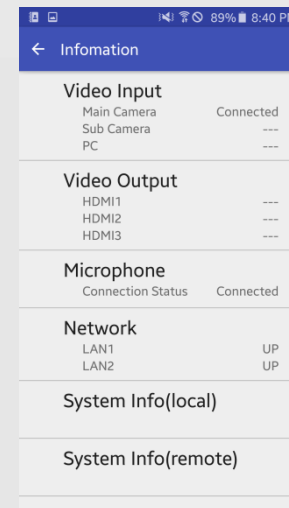 89% 8:40 PM
← Infomation
Video Input
Main Camera Connected
Sub Camera ---
PC ---
Video Output
HDMI1 ---
HDMI2 ---
HDMI3 ---
Microphone
Connection Status Connected
Network
LAN1 UP
LAN2 UP
System Info(local)
System Info(remote)